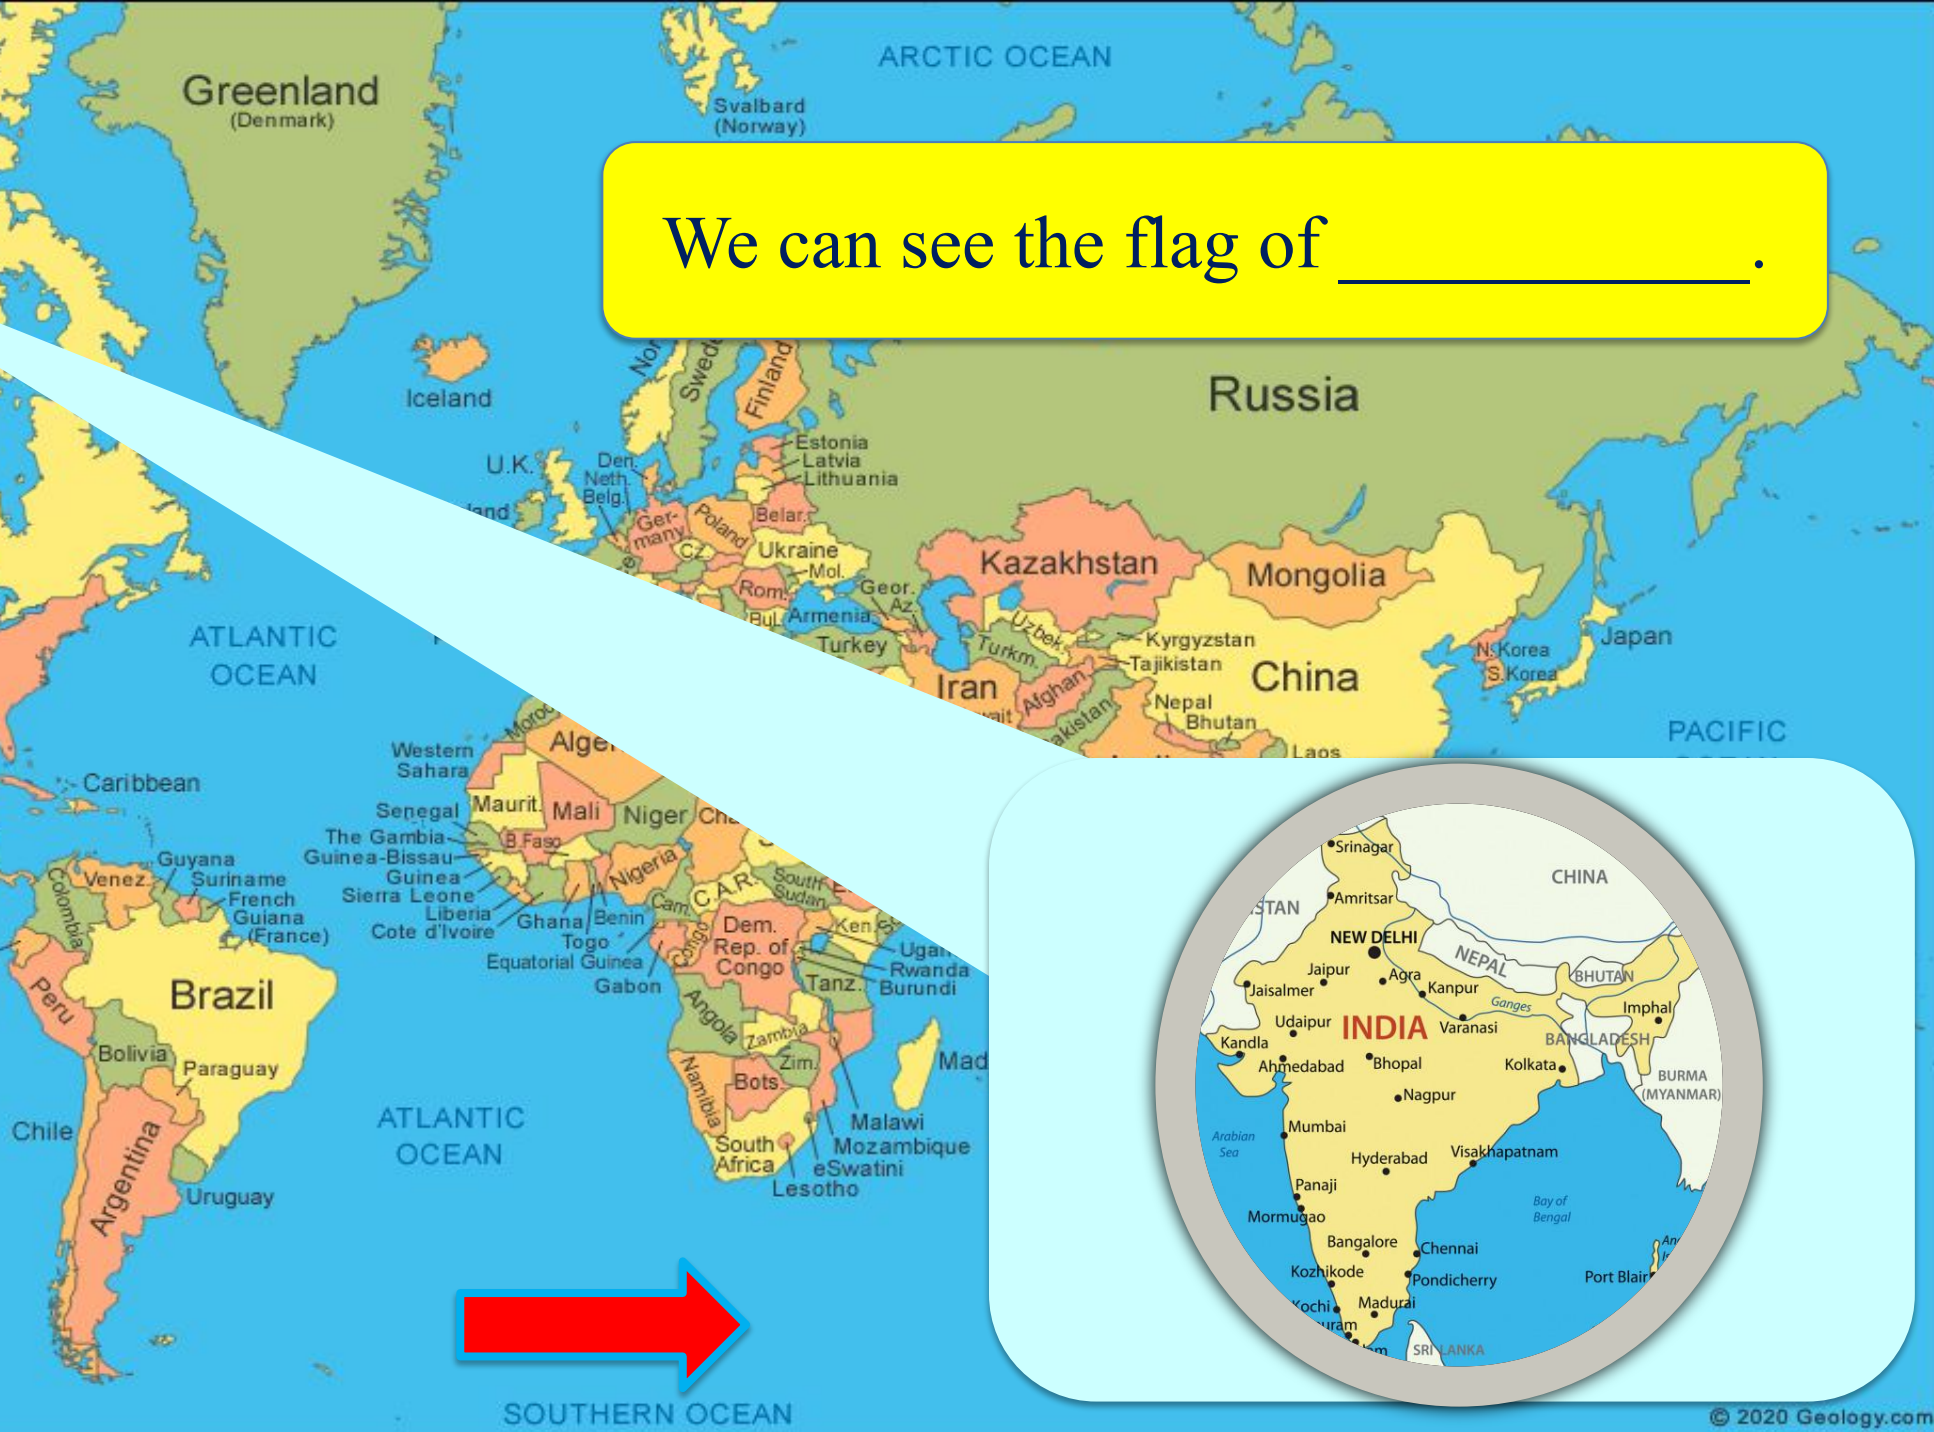 ARCTIC OCEAN
Greenland
(Denmark)
Svalbard
(Norway)
We can see the flag of ____________.
Iceland
Finland
Russia
U.K.
Den.
Neth.
Belg.
Estonia
Latvia
Lithuania
Ger-
many
Poland
Belar.
CZ.
Ukraine
Mol.
Rom.
Bul.
Armenia
Geor.
Az.
Turkey
Kazakhstan
Mongolia
Uzbek.
Turkm.
Kyrgyzstan
Tajikistan
China
N. Korea
S. Korea
Japan
Iran
Afghan.
Nepal
Bhutan
Laos
PACIFIC
ATLANTIC
OCEAN
Caribbean
Western
Sahara
Maurit.
Mali
Niger
Senegal
The Gambia
Guinea-Bissau
Guinea
Sierra Leone
Liberia
Cote d'Ivoire
B.Faso
Ghana
Togo
Benin
Nigeria
Equatorial Guinea
Gabon
Cam.
C.A.R.
South
Sudan
Congo
Dem.
Rep. of
Congo
Ken.
Rwanda
Burundi
Tanz.
Angola
Zambia
Zim.
Namibia
Bots.
South
Africa
Malawi
Mozambique
eSwatini
Lesotho
Guyana
Suriname
French
Guiana
(France)
Venez.
Colombia
Peru
Brazil
Bolivia
Paraguay
Chile
Argentina
Uruguay
ATLANTIC
OCEAN
SOUTHERN OCEAN
Srinagar
CHINA
Amritsar
NEW DELHI
NEPAL
BHUTAN
Jaipur
Agra
Jaisalmer
Kanpur
Ganges
Imphal
Udaipur
INDIA
Varanasi
BANGLADESH
Kandla
Ahmedabad
Bhopal
Kolkata
BURMA
(MYANMAR)
Nagpur
Arabian
Sea
Mumbai
Hyderabad
Visakhapatnam
Panaji
Mormugao
Bay of
Bengal
Bangalore
Chennai
Kozhikode
Pondicherry
Port Blair
Kochi
Madurai
SRI LANKA
© 2020 Geology.com